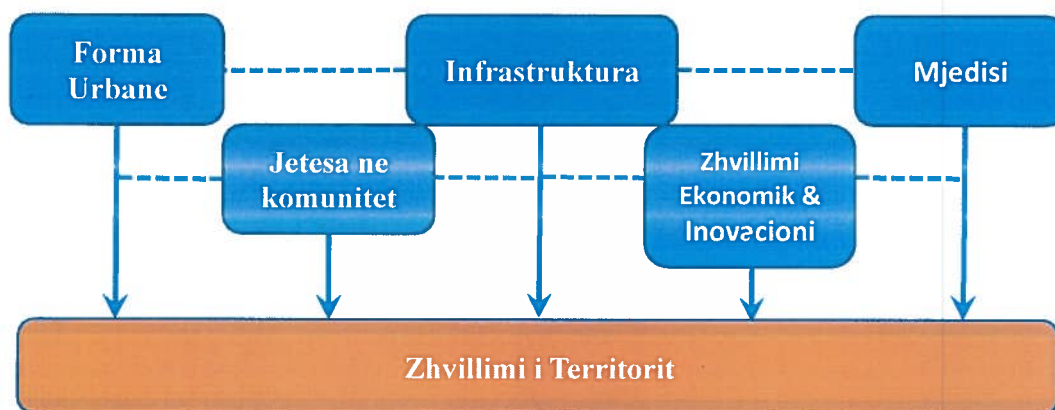 Forma
Urbane
Infrastruktura
Mjedisi
Jetesa ne
komunitet
Zhvillimi
Ekonomik &
Inovacioni
Zhvillimi i Territorit